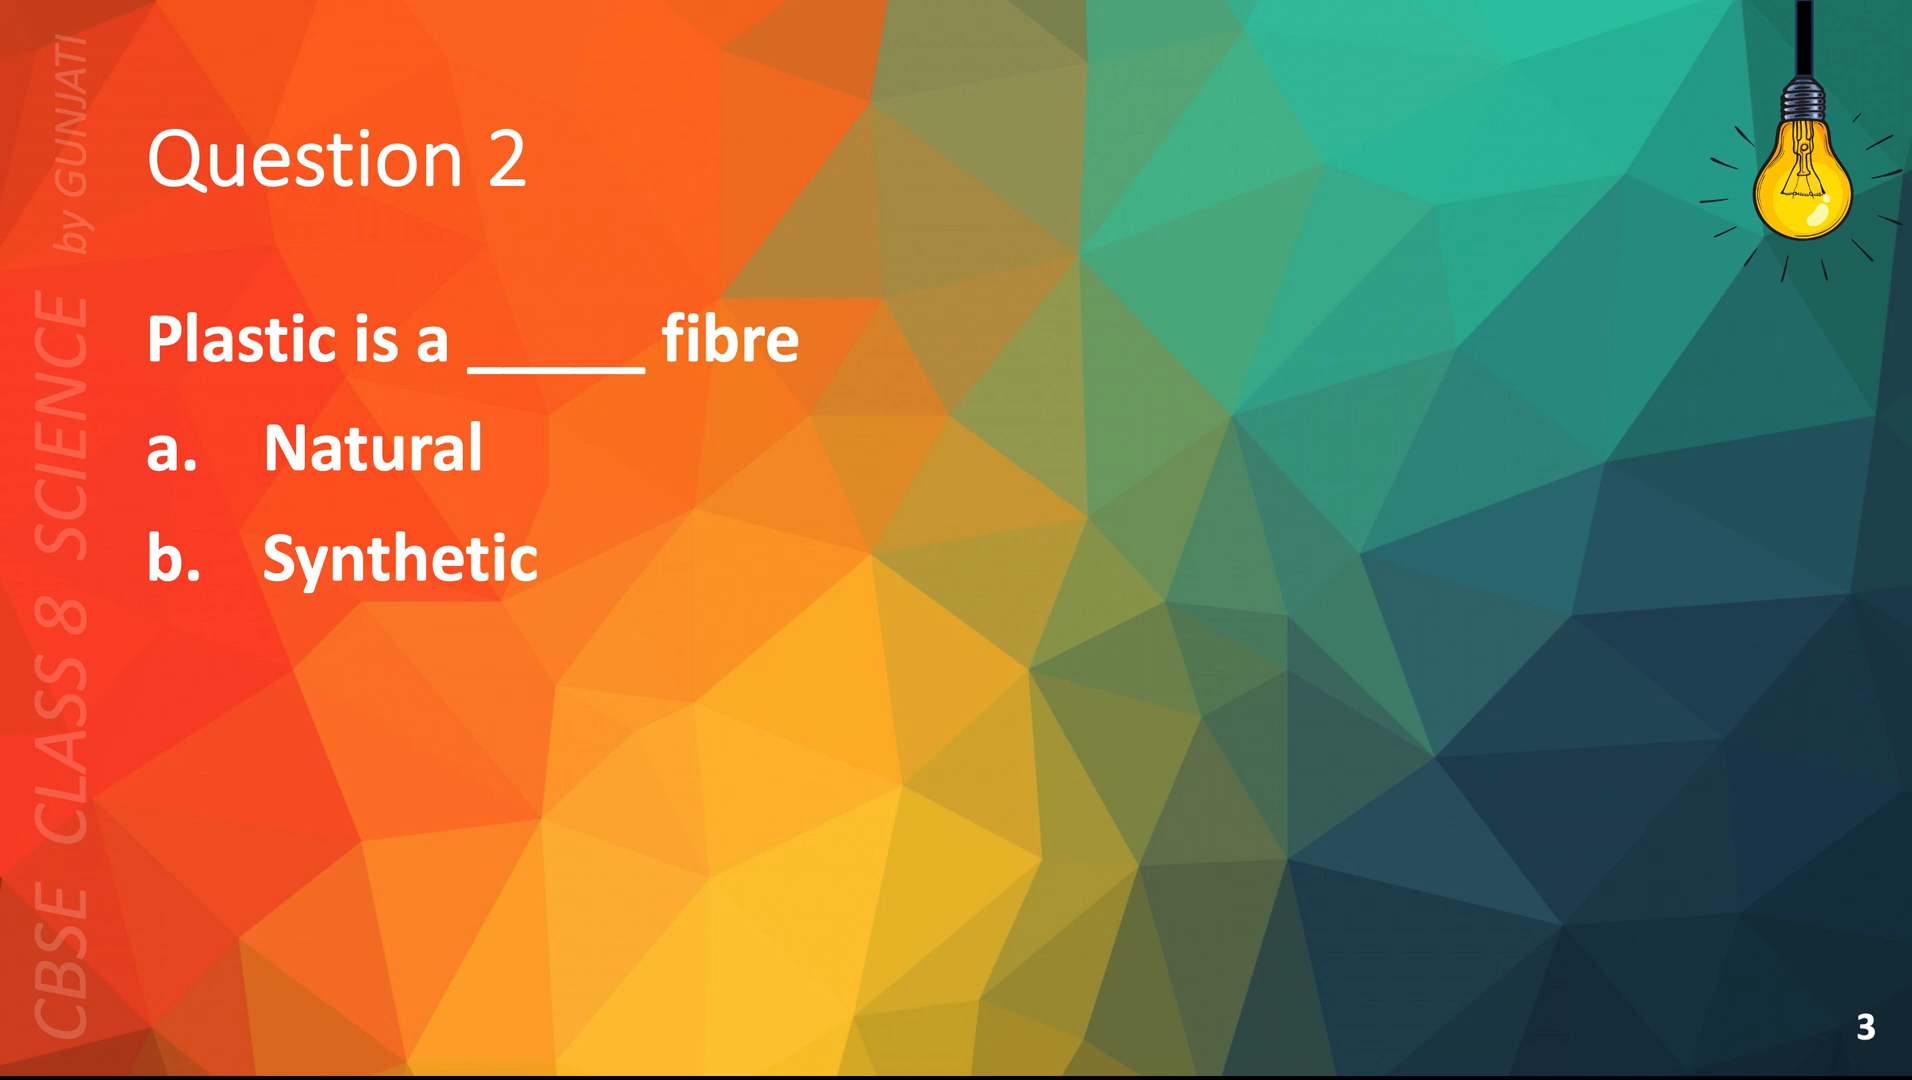 Question 2
Plastic is a _____ fibre
a. Natural
b. Synthetic
CBSE CLASS 8 SCIENCE by GUNJATI
3